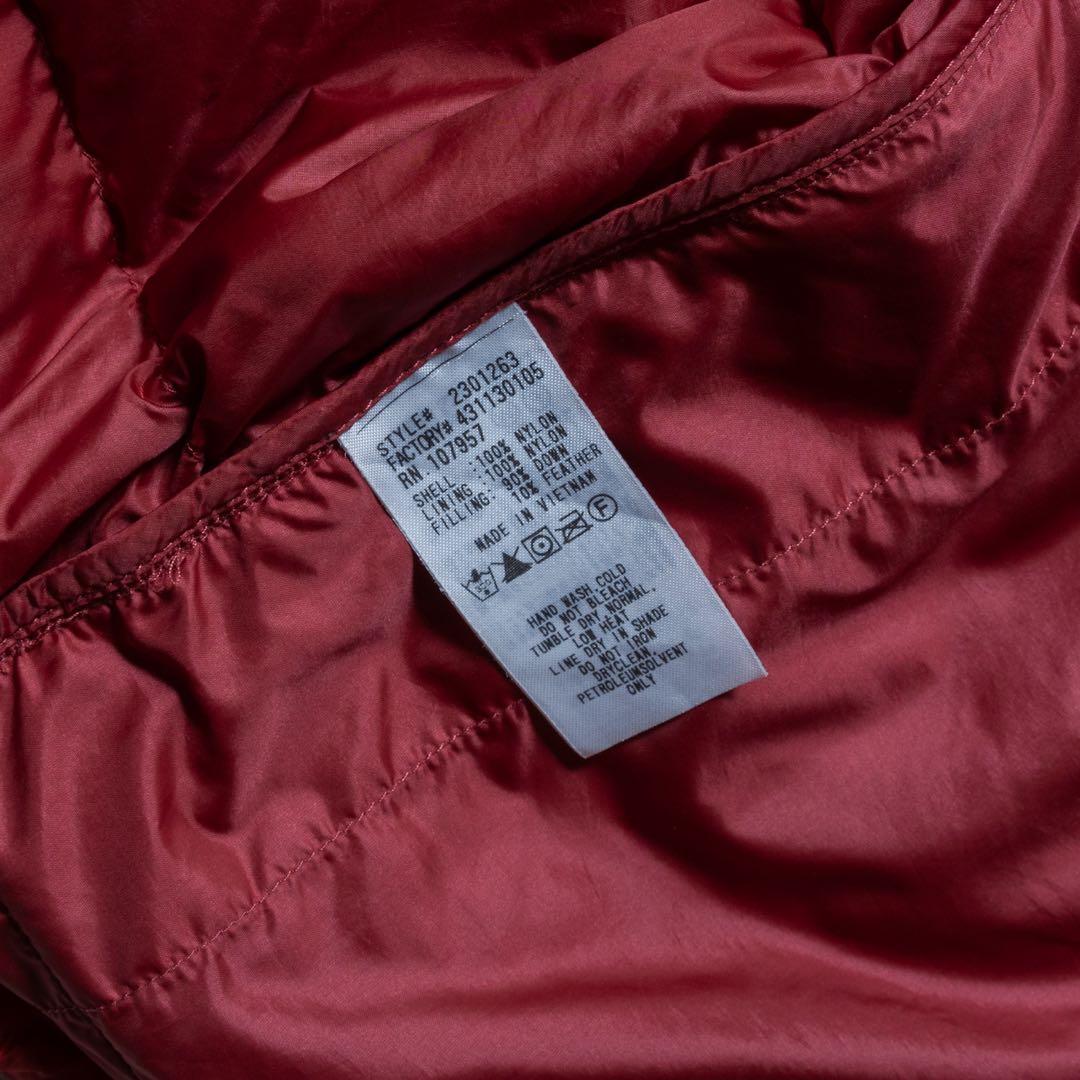 STYLE# 2301263
FACTORY# 431130105
RN 107957
SHELL :100% NYLON
LINING :100% NYLON
FILLING: 90% DOWN
10% FEATHER
MADE IN VIETNAM
F
HAND WASH COLD
DO NOT BLEACH
TUMBLE DRY NORMAL,
LOW HEAT
LINE DRY IN SHADE
DO NOT IRON
DRYCLEAN
PETROLEUMSOLVENT
ONLY